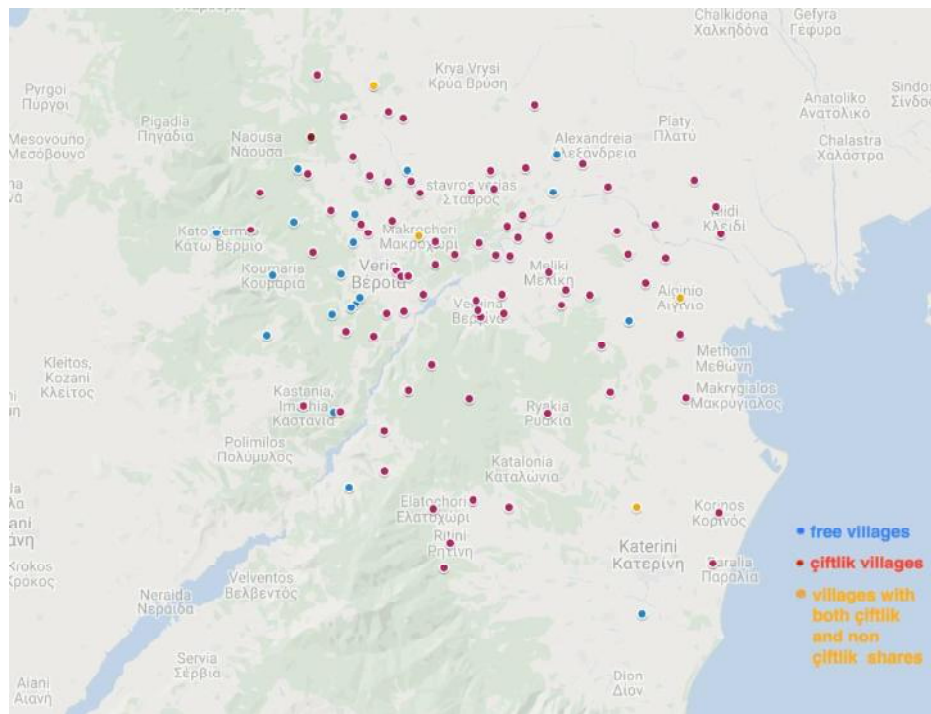 Chalkidona
Χαλκηδόνα
Gefyra
Γέφυρα
Krya Vrysi
Κρύα Βρύση
Pyrgoi
Πύργοι
Pigadia
Πηγάδια
Anatoliko
Ανατολικό
Sindos
Σίνδος
Mesovouno
Μεσόβουνο
Naousa
Νάουσα
Alexandreia
Αλεξάνδρεια
Platy
Πλατύ
Chalastra
Χαλάστρα
stavros verias
Σταυρός
Kato Vermi
Κάτω Βέρμιο
Makrochori
Μακροχώρι
Klidi
Κλειδί
Veria
Βέροια
Koumaria
Κουμαριά
Meliki
Μελίκη
Aiginio
Αιγίνιο
Vergina
Βεργίνα
Kleitos,
Kozani
Κλείτος
Methoni
Μεθώνη
Kastania,
Imathia
Καστανιά
Makrygialos
Μακρύγιαλος
Ryakia
Ρυάκια
Polimilos
Πολύμυλος
Katalonia
Καταλώνια
Elatochori
Ελατοχώρι
Korinos
Κορινός
free villages
Ritini
Ρητίνη
Katerini
Κατερίνη
çiftlik villages
Paralia
Παραλία
Krokos
Κρόκος
Velventos
Βελβεντός
Neraida
Νεράιδα
villages with
both çiftlik
and non
çiftlik shares
Servia
Σέρβια
Aiani
Αιανή
Dion
Δίον